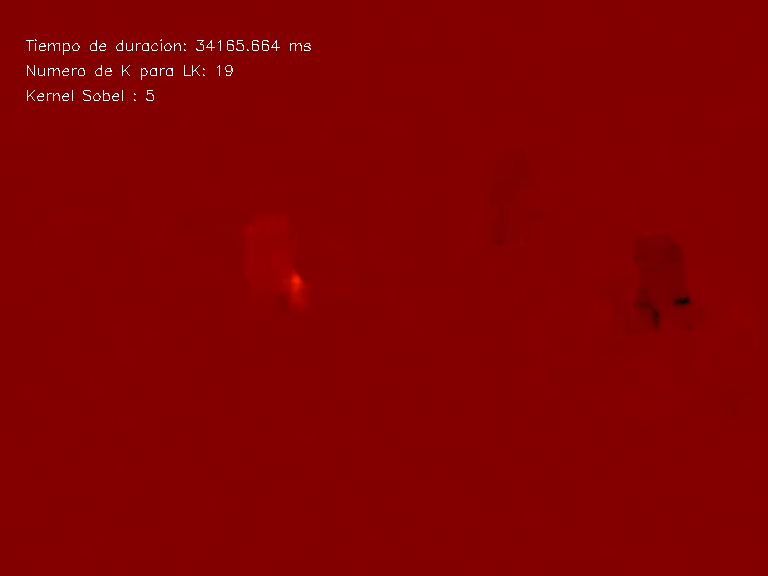 Tiempo de duracion: 34165.664 ms
Numero de K para LK: 19
Kernel Sobel : 5